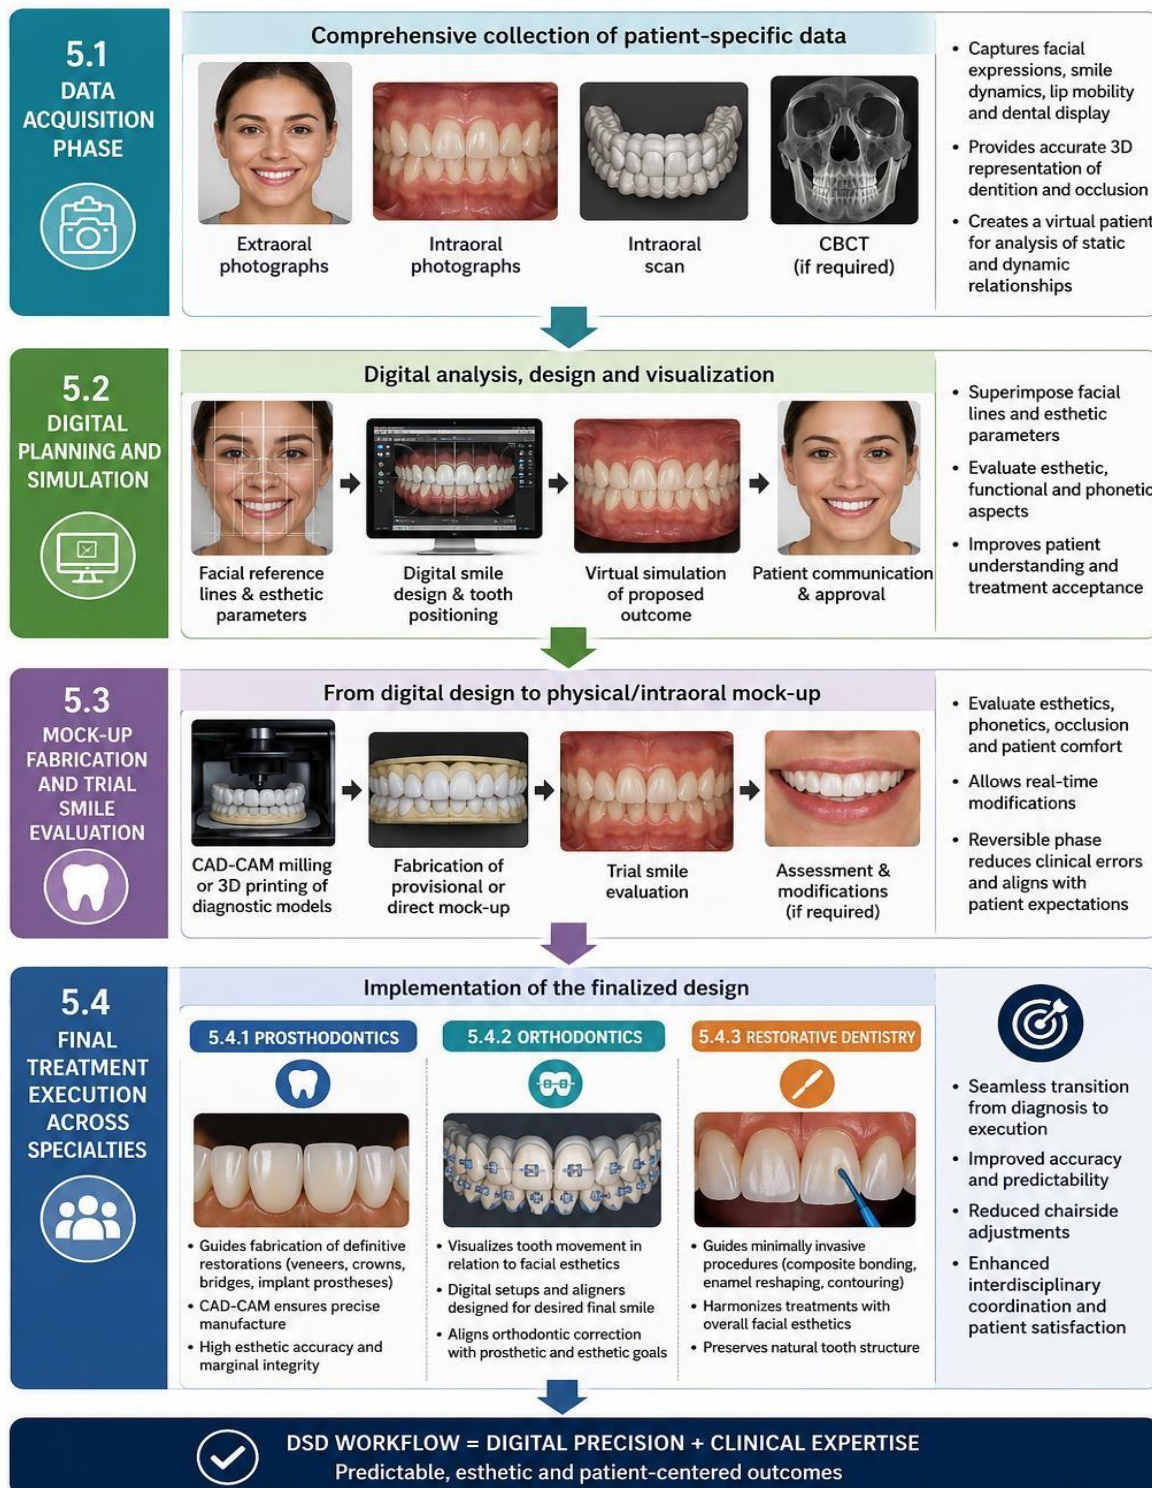 5.1
DATA
ACQUISITION
PHASE
Comprehensive collection of patient-specific data
Extraoral
photographs
Intraoral
photographs
Intraoral
scan
CBCT
(if required)
• Captures facial
expressions, smile
dynamics, lip mobility
and dental display
• Provides accurate 3D
representation of
dentition and occlusion
• Creates a virtual patient
for analysis of static
and dynamic
relationships
5.2
DIGITAL
PLANNING AND
SIMULATION
Digital analysis, design and visualization
Facial reference
lines & esthetic
parameters
Digital smile
design & tooth
positioning
Virtual simulation
of proposed
outcome
Patient communication
& approval
• Superimpose facial
lines and esthetic
parameters
• Evaluate esthetic,
functional and phonetic
aspects
• Improves patient
understanding and
treatment acceptance
5.3
MOCK-UP
FABRICATION
AND TRIAL
SMILE
EVALUATION
From digital design to physical/intraoral mock-up
CAD-CAM milling
or 3D printing of
diagnostic models
Fabrication of
provisional or
direct mock-up
Trial smile
evaluation
Assessment &
modifications
(if required)
• Evaluate esthetics,
phonetics, occlusion
and patient comfort
• Allows real-time
modifications
• Reversible phase
reduces clinical errors
and aligns with
patient expectations
5.4
FINAL
TREATMENT
EXECUTION
ACROSS
SPECIALTIES
Implementation of the finalized design
5.4.1 PROSTHODONTICS
• Guides fabrication of definitive
restorations (veneers, crowns,
bridges, implant prostheses)
• CAD-CAM ensures precise
manufacture
• High esthetic accuracy and
marginal integrity
5.4.2 ORTHODONTICS
• Visualizes tooth movement in
relation to facial esthetics
• Digital setups and aligners
designed for desired final smile
• Aligns orthodontic correction
with prosthetic and esthetic goals
5.4.3 RESTORATIVE DENTISTRY
• Guides minimally invasive
procedures (composite bonding,
enamel reshaping, contouring)
• Harmonizes treatments with
overall facial esthetics
• Preserves natural tooth structure
• Seamless transition
from diagnosis to
execution
• Improved accuracy
and predictability
• Reduced chairside
adjustments
• Enhanced
interdisciplinary
coordination and
patient satisfaction
DSD WORKFLOW = DIGITAL PRECISION + CLINICAL EXPERTISE
Predictable, esthetic and patient-centered outcomes